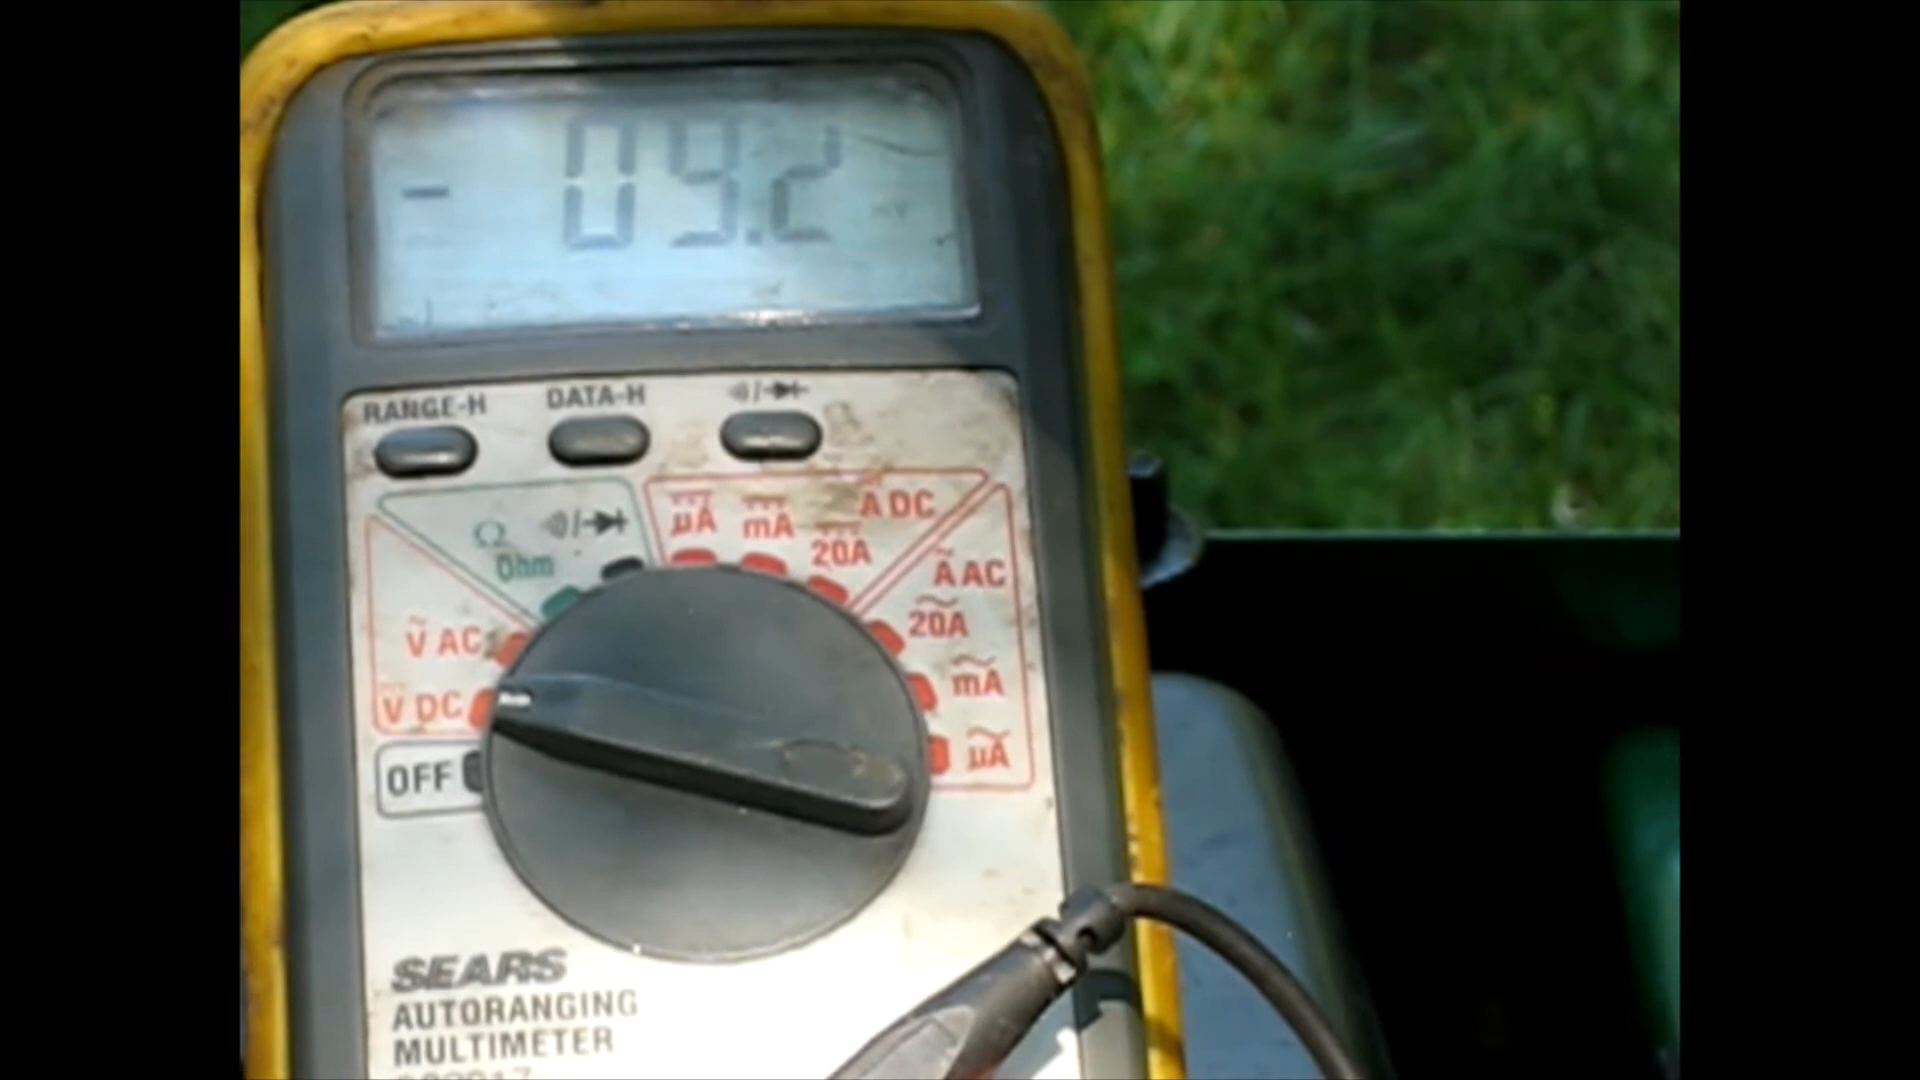 - 09.2
RANGE-H DATA-H
µA mA A DC
20A
Ω Ohm
A AC
20A
V AC
mA
V DC
µA
OFF
SEARS
AUTORANGING
MULTIMETER